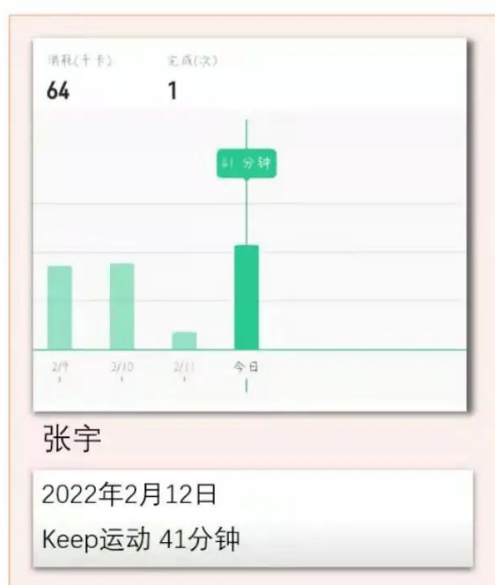 消耗(千卡)
完成(次)
64
1
41 分钟
2/9
2/10
2/11
今日
张宇
2022年2月12日
Keep运动 41分钟